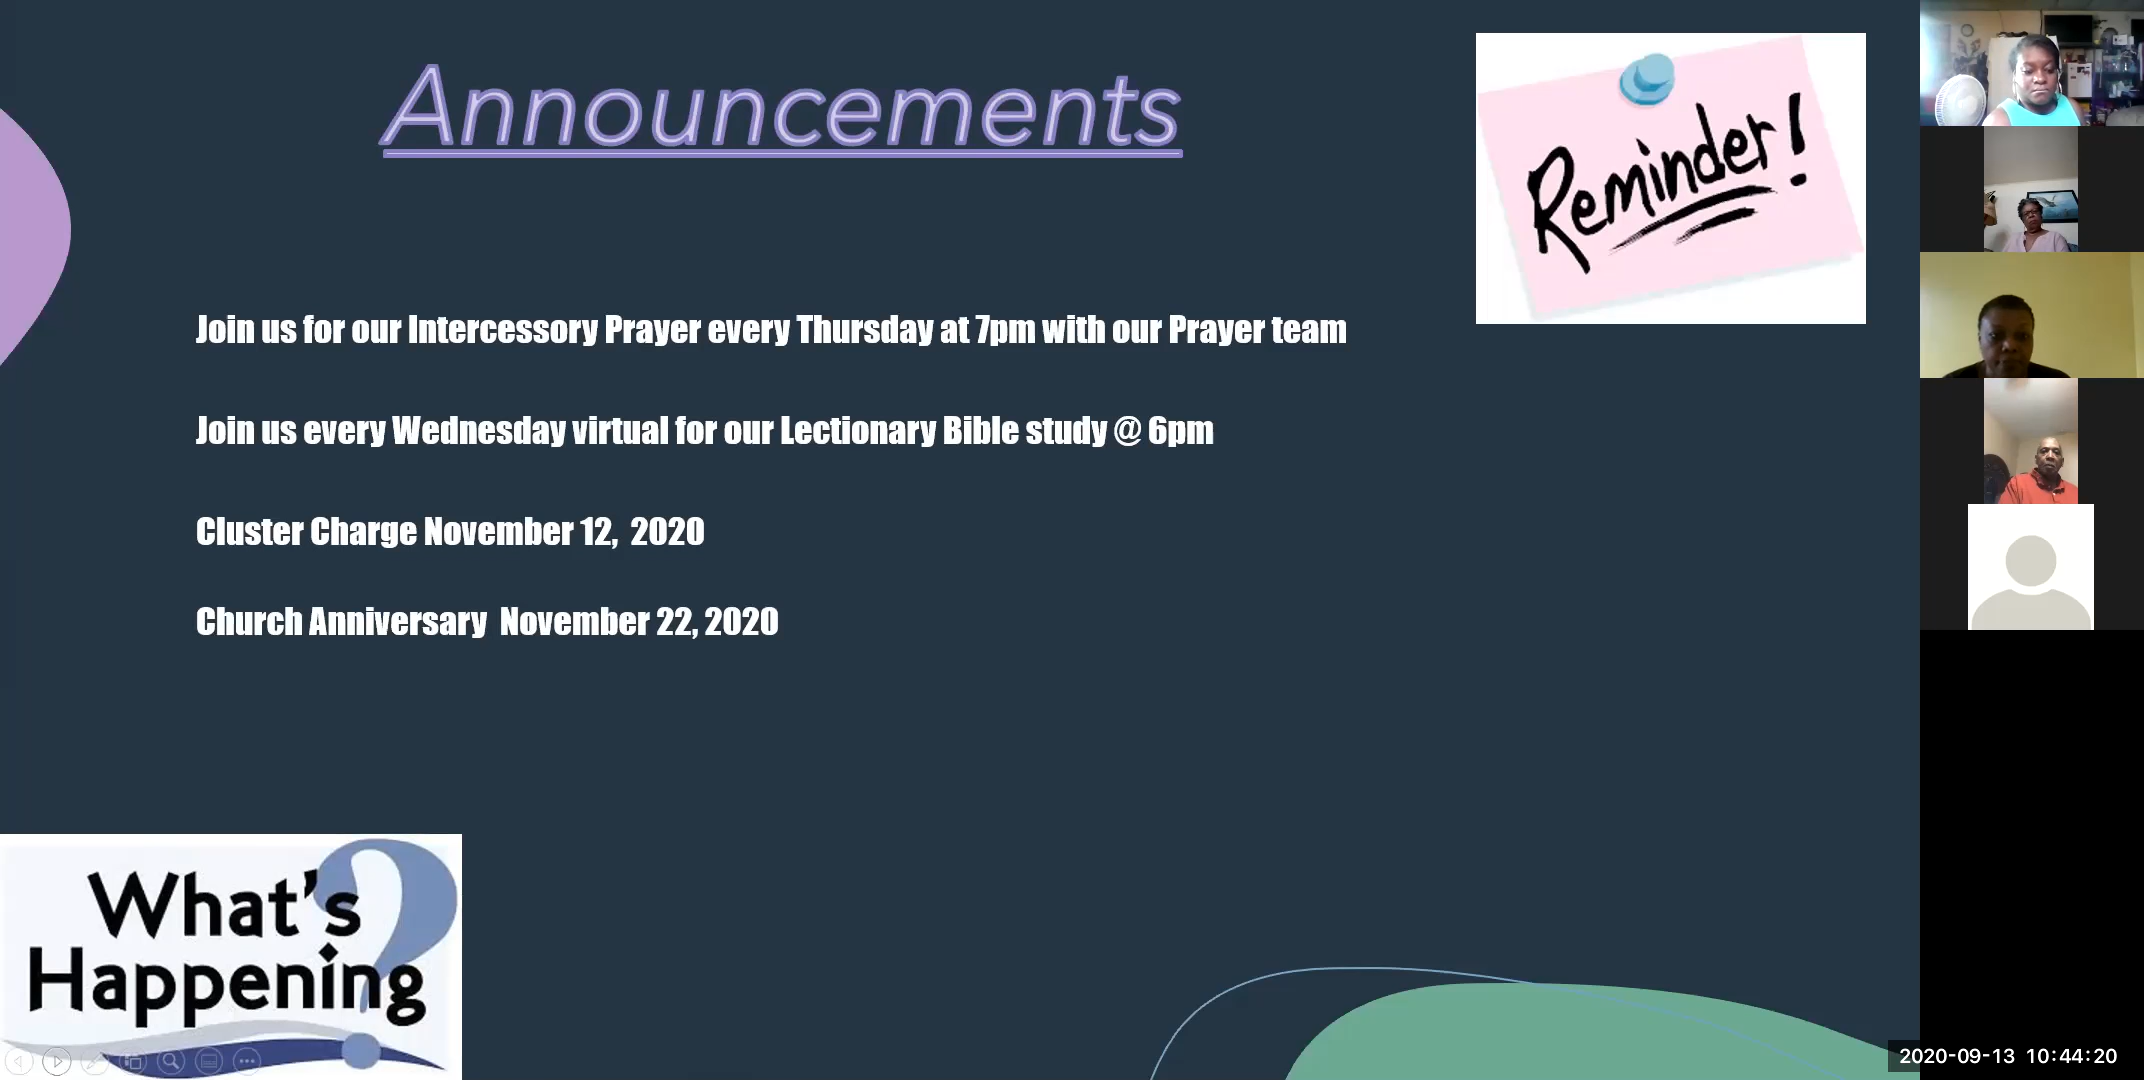 Announcements
Reminder!
Join us for our Intercessory Prayer every Thursday at 7pm with our Prayer team
Join us every Wednesday virtual for our Lectionary Bible study @ 6pm
Cluster Charge November 12,  2020
Church Anniversary  November 22, 2020
What's
Happening?
2020-09-13  10:44:20